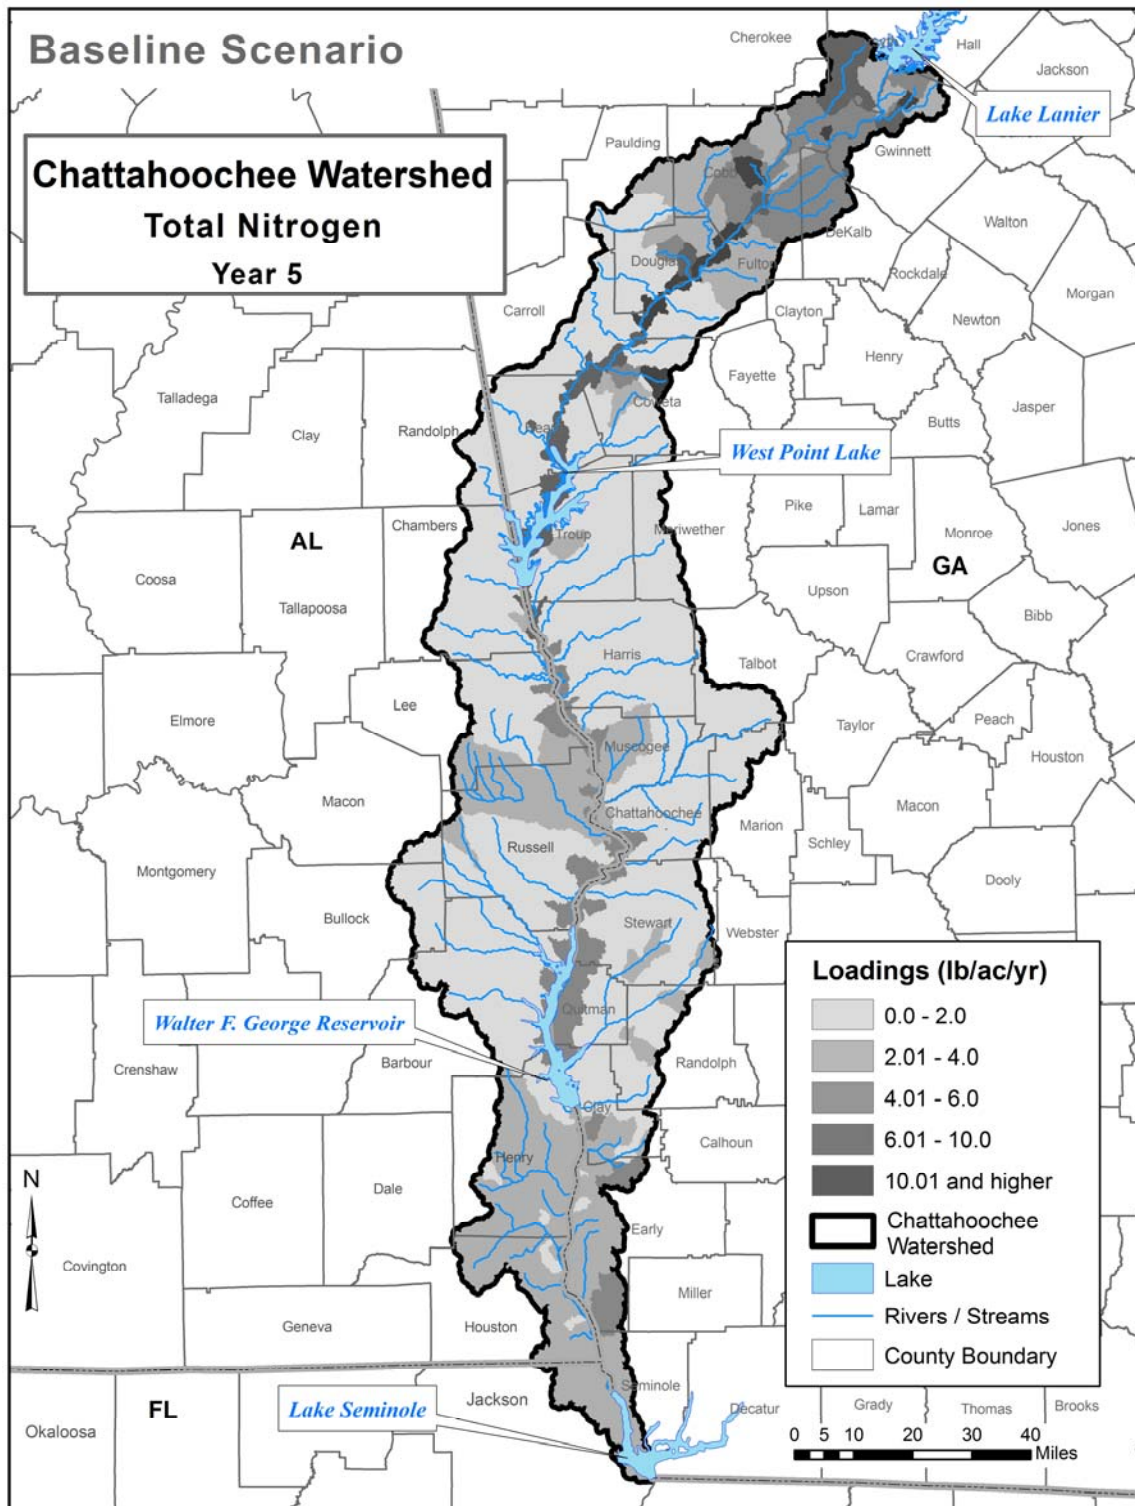 Baseline Scenario
Cherokee
Hall
Jackson
Lake Lanier
Chattahoochee Watershed
Total Nitrogen
Year 5
Paulding
Cobb
Gwinnett
Walton
DeKalb
Douglas
Fulton
Rockdale
Morgan
Carroll
Clayton
Newton
Henry
Fayette
Talladega
Clay
Randolph
Heard
Coweta
Butts
Jasper
West Point Lake
Pike
Lamar
Monroe
Jones
Chambers
AL
Troup
Meriwether
GA
Coosa
Tallapoosa
Upson
Bibb
Harris
Talbot
Crawford
Lee
Elmore
Taylor
Peach
Houston
Muscogee
Macon
Chattahoochee
Marion
Macon
Schley
Russell
Montgomery
Dooly
Bullock
Stewart
Webster
Quitman
Walter F. George Reservoir
Barbour
Crenshaw
Randolph
Clay
Calhoun
Henry
Coffee
Dale
Early
Covington
Miller
Geneva
Houston
Seminole
Jackson
Lake Seminole
FL
Okaloosa
Decatur
Grady
Thomas
Brooks
N
Loadings (lb/ac/yr)
0.0 - 2.0
2.01 - 4.0
4.01 - 6.0
6.01 - 10.0
10.01 and higher
Chattahoochee
Watershed
Lake
Rivers / Streams
County Boundary
0 5 10 20 30 40
Miles